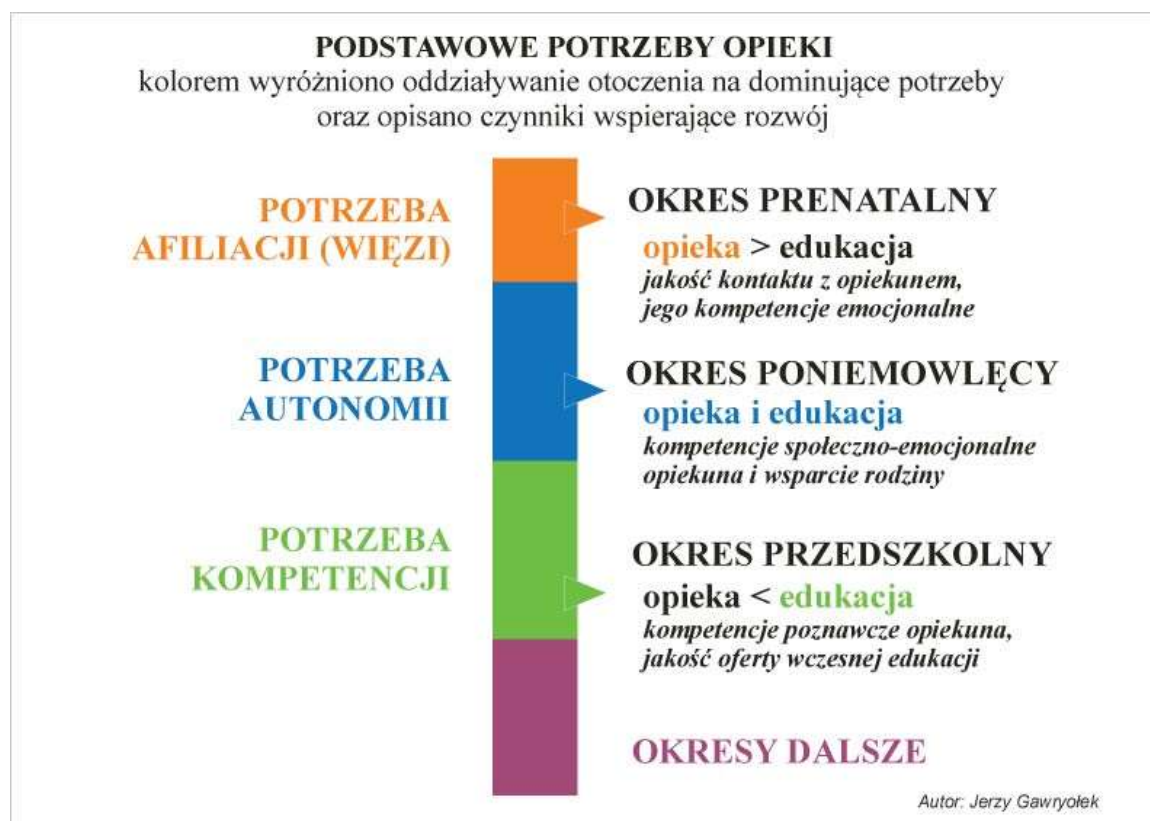 PODSTAWOWE POTRZEBY OPIEKI
kolorem wyróżniono oddziaływanie otoczenia na dominujące potrzeby
oraz opisano czynniki wspierające rozwój
POTRZEBA
AFILIACJI (WIĘZI)
OKRES PRENATALNY
opieka > edukacja
jakość kontaktu z opiekunem,
jego kompetencje emocjonalne
POTRZEBA
AUTONOMII
OKRES PONIEMOWLĘCY
opieka i edukacja
kompetencje społeczno-emocjonalne
opiekuna i wsparcie rodziny
POTRZEBA
KOMPETENCJI
OKRES PRZEDSZKOLNY
opieka < edukacja
kompetencje poznawcze opiekuna,
jakość oferty wczesnej edukacji
OKRESY DALSZE
Autor: Jerzy Gawryołek